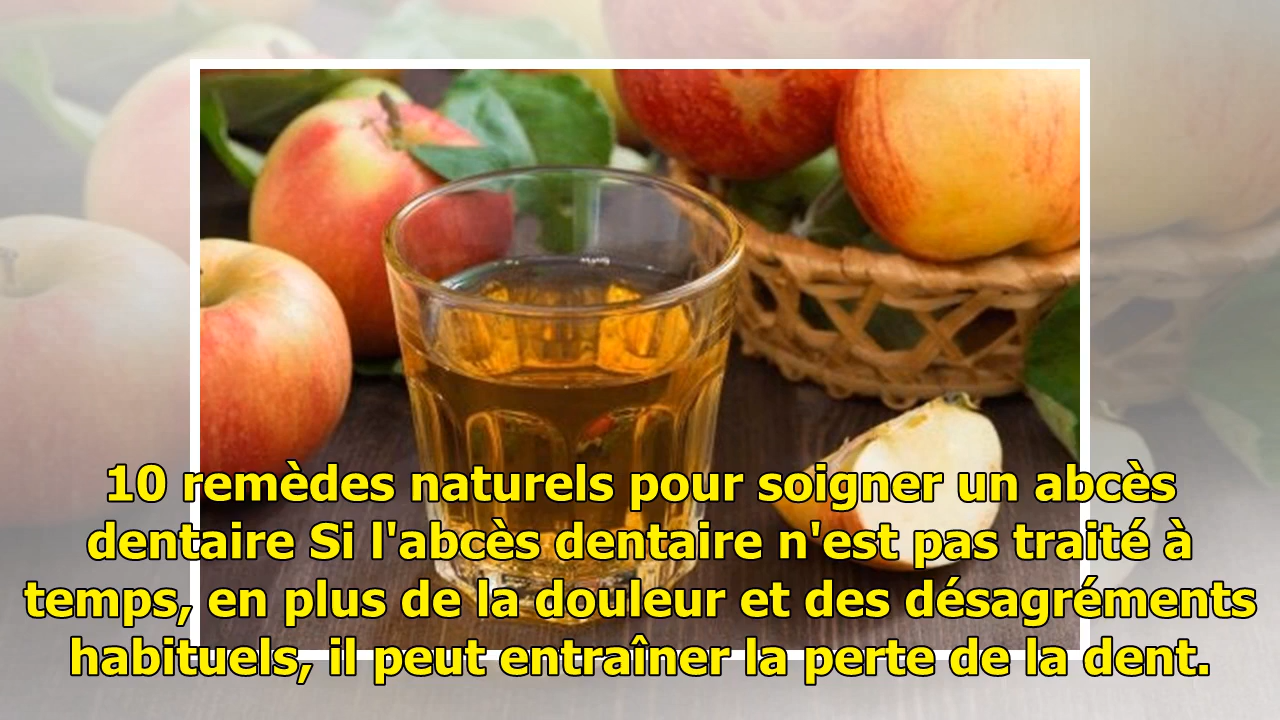 10 remèdes naturels pour soigner un abcès
dentaire Si l'abcès dentaire n'est pas traité à
temps, en plus de la douleur et des désagréments
habituels, il peut entraîner la perte de la dent.